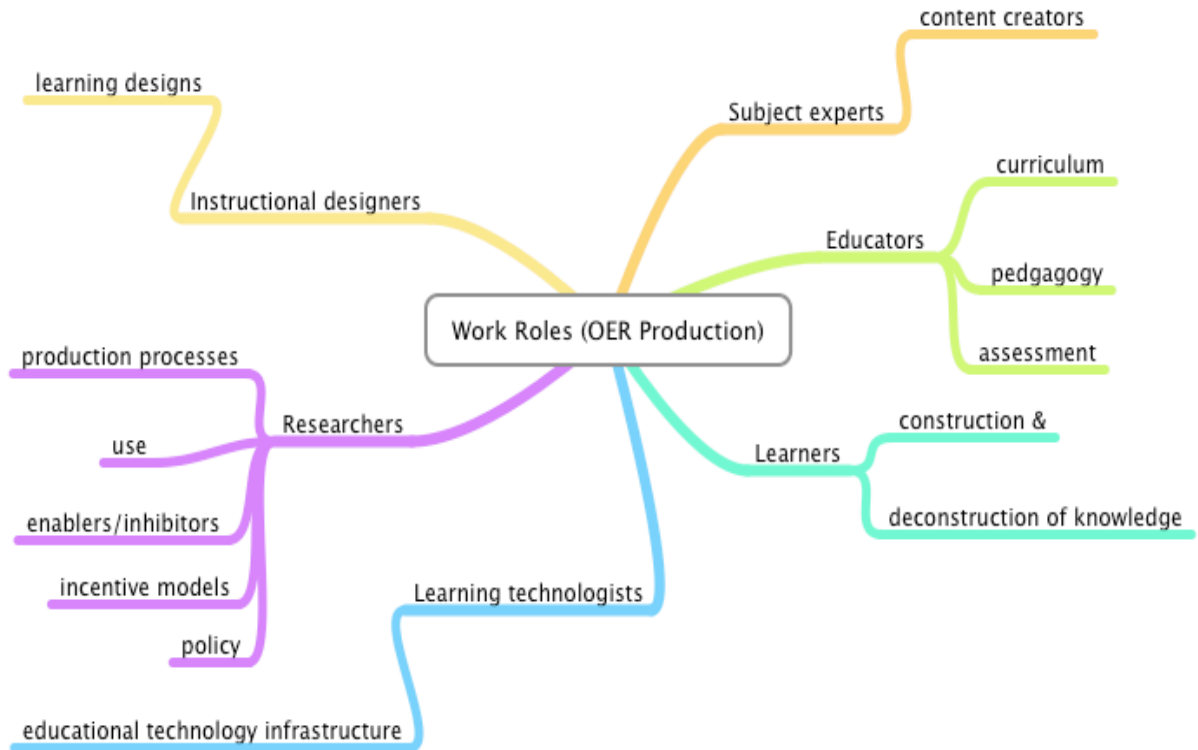 content creators
learning designs
Subject experts
curriculum
Instructional designers
Educators
pedgagogy
Work Roles (OER Production)
production processes
assessment
Researchers
construction &
use
Learners
enablers/inhibitors
deconstruction of knowledge
incentive models
Learning technologists
policy
educational technology infrastructure